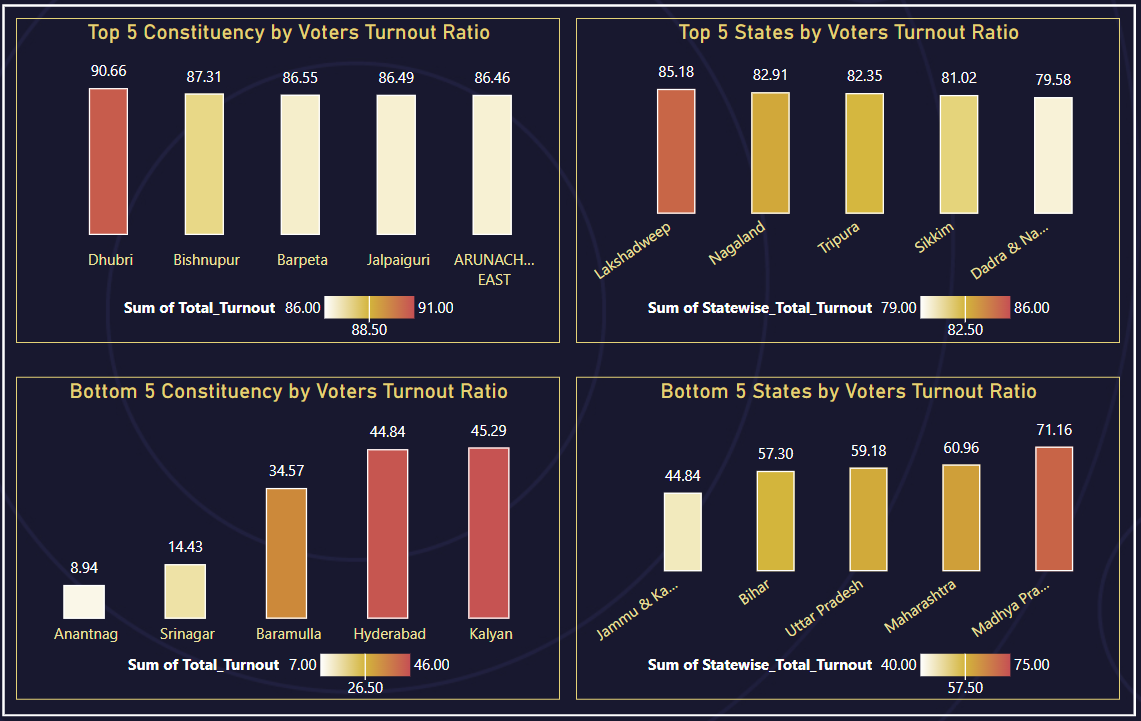 Top 5 Constituency by Voters Turnout Ratio
90.66
87.31
86.55
86.49
86.46
Dhubri
Bishnupur
Barpeta
Jalpaiguri
ARUNACH...
EAST
Sum of Total_Turnout 86.00 91.00
88.50
Top 5 States by Voters Turnout Ratio
85.18
82.91
82.35
81.02
79.58
Lakshadweep
Nagaland
Tripura
Sikkim
Dadra & Na...
Sum of Statewise_Total_Turnout 79.00 86.00
82.50
Bottom 5 Constituency by Voters Turnout Ratio
8.94
14.43
34.57
44.84
45.29
Anantnag
Srinagar
Baramulla
Hyderabad
Kalyan
Sum of Total_Turnout 7.00 46.00
26.50
Bottom 5 States by Voters Turnout Ratio
44.84
57.30
59.18
60.96
71.16
Jammu & Ka...
Bihar
Uttar Pradesh
Maharashtra
Madhya Pra...
Sum of Statewise_Total_Turnout 40.00 75.00
57.50